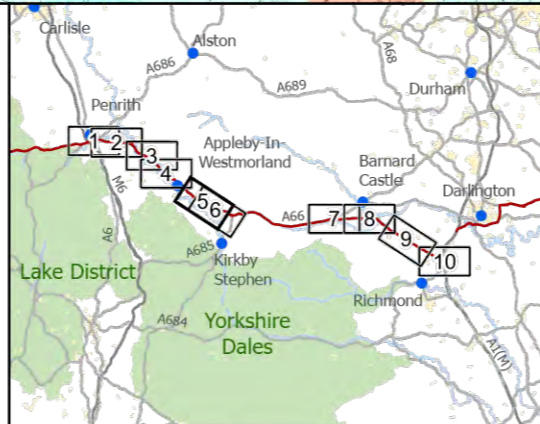 Carlisle
Alston
A68
A686
A689
Durham
Penrith
1
2
3
4
Appleby-In
Westmorland
Barnard
Castle
Darlington
M6
5
6
A66
7
8
9
10
A6
A685
Kirkby
Stephen
Lake District
Richmond
A684
Yorkshire
Dales
A1(M)